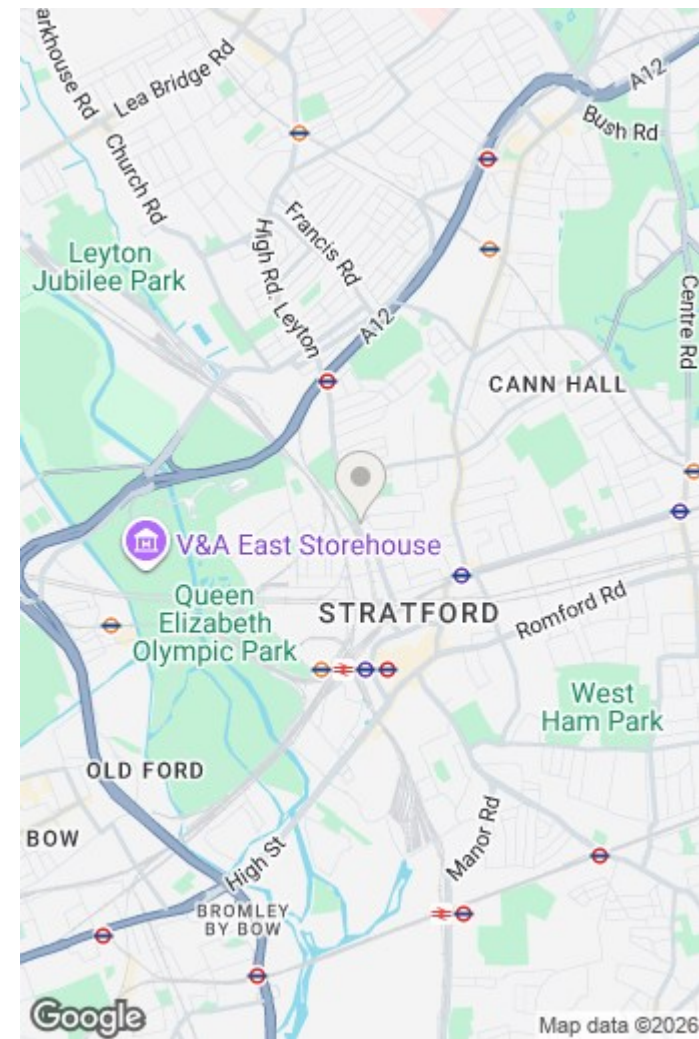 arkhouse Rd
Lea Bridge Rd
A12
Bush Rd
Church Rd
Francis Rd
High Rd. Leyton
Leyton
Jubilee Park
Centre Rd
A12
CANN HALL
V&A East Storehouse
Queen
Elizabeth
Olympic Park
STRATFORD
Romford Rd
West
Ham Park
OLD FORD
BOW
High St
Manor Rd
BROMLEY
BY BOW
Google
Map data ©2026